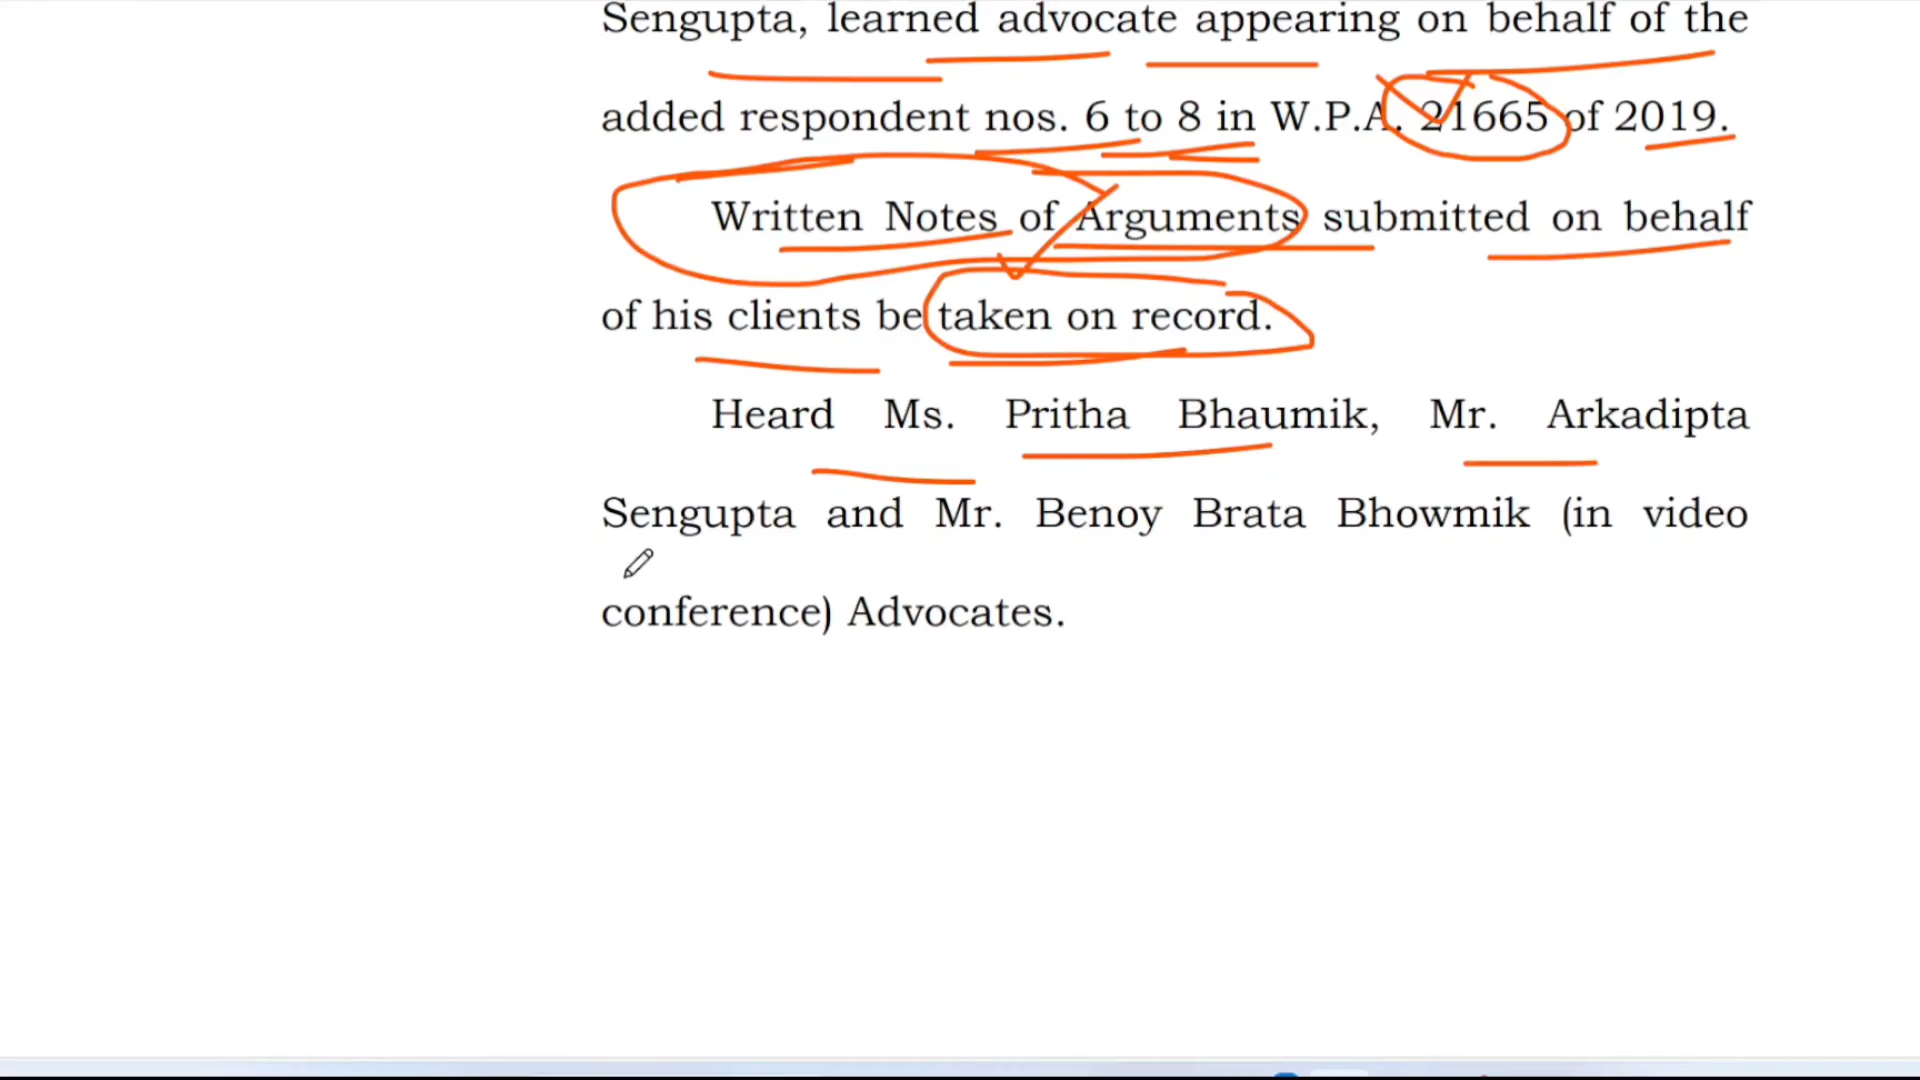 Sengupta, learned advocate appearing on behalf of the
added respondent nos. 6 to 8 in W.P.A. 21665 of 2019.
Written Notes of Arguments submitted on behalf
of his clients be taken on record.
Heard Ms. Pritha Bhaumik, Mr. Arkadipta
Sengupta and Mr. Benoy Brata Bhowmik (in video
conference) Advocates.